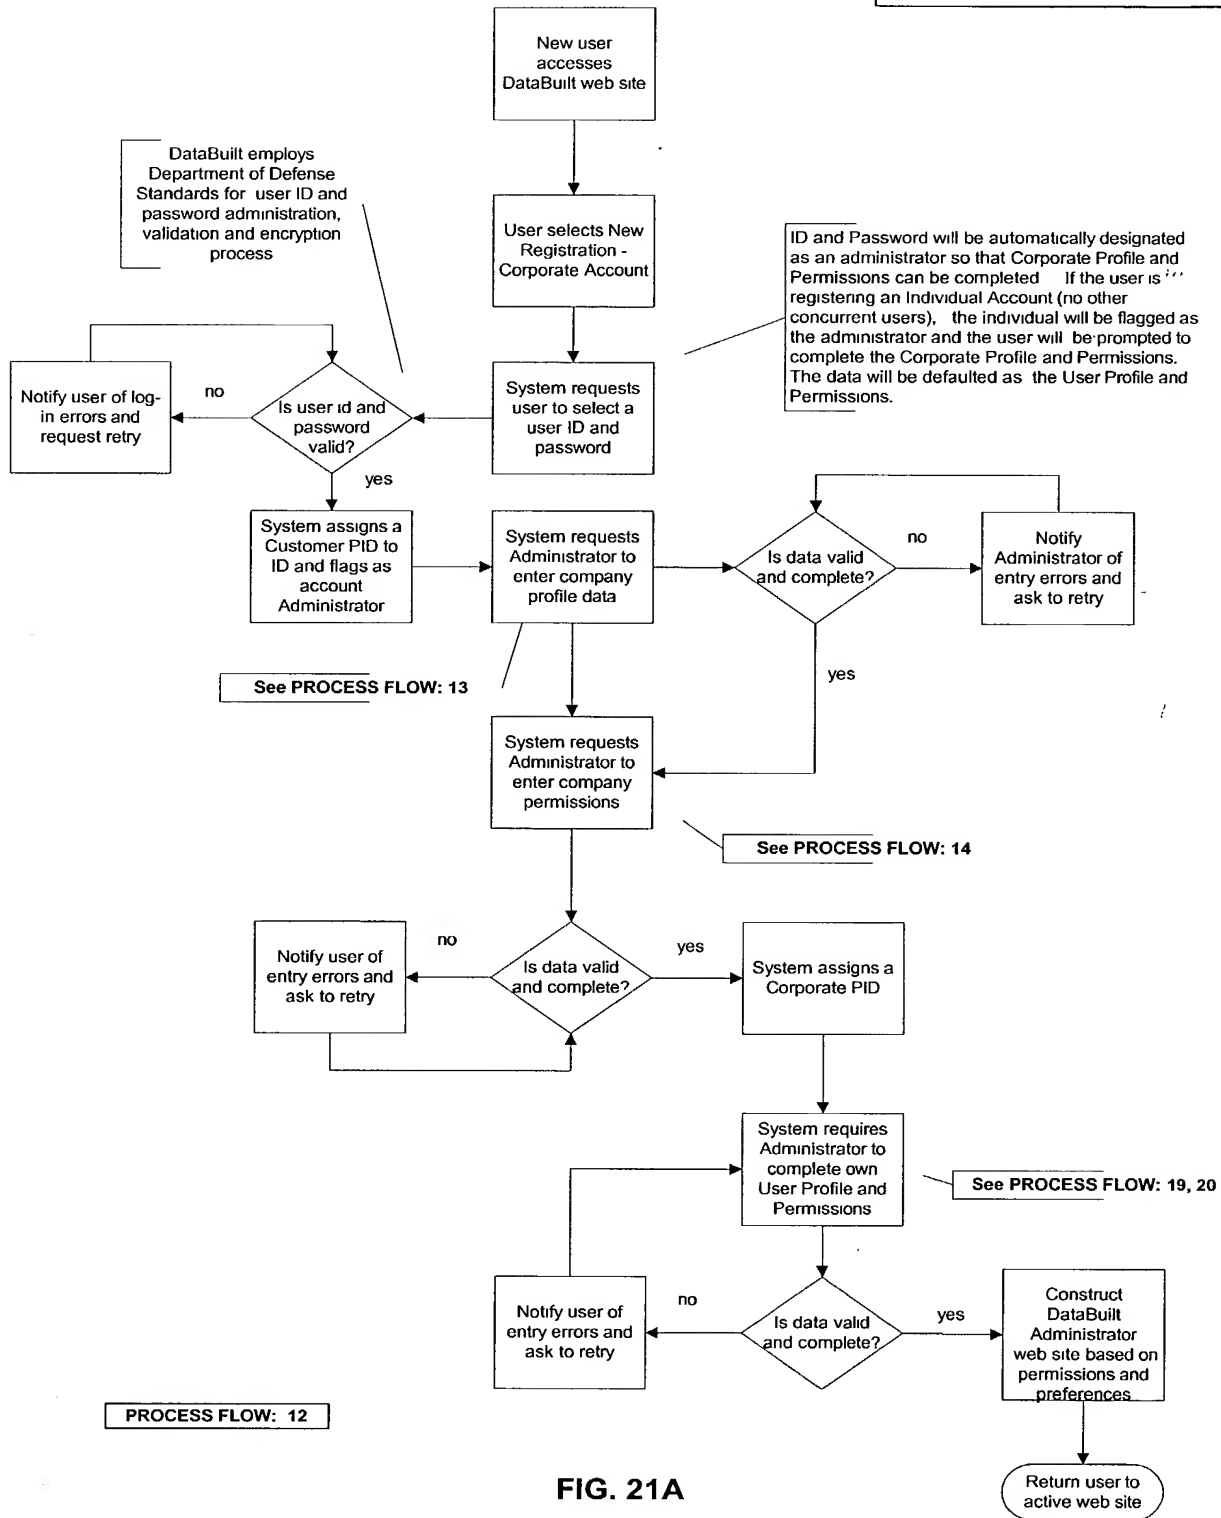 New user
accesses
DataBuilt web site
DataBuilt employs
Department of Defense
Standards for user ID and
password administration,
validation and encryption
process
User selects New
Registration -
Corporate Account
ID and Password will be automatically designated
as an administrator so that Corporate Profile and
Permissions can be completed If the user is
registering an Individual Account (no other
concurrent users), the individual will be flagged as
the administrator and the user will be prompted to
complete the Corporate Profile and Permissions.
The data will be defaulted as the User Profile and
Permissions.
Notify user of log-
in errors and
request retry
no
Is user id and
password
valid?
System requests
user to select a
user ID and
password
yes
System assigns a
Customer PID to
ID and flags as
account
Administrator
System requests
Administrator to
enter company
profile data
Is data valid
and complete?
no
Notify
Administrator of
entry errors and
ask to retry
yes
See PROCESS FLOW: 13
System requests
Administrator to
enter company
permissions
See PROCESS FLOW: 14
Notify user of
entry errors and
ask to retry
no
Is data valid
and complete?
yes
System assigns a
Corporate PID
System requires
Administrator to
complete own
User Profile and
Permissions
See PROCESS FLOW: 19, 20
Notify user of
entry errors and
ask to retry
no
Is data valid
and complete?
yes
Construct
DataBuilt
Administrator
web site based on
permissions and
preferences
PROCESS FLOW: 12
Return user to
active web site
FIG. 21A